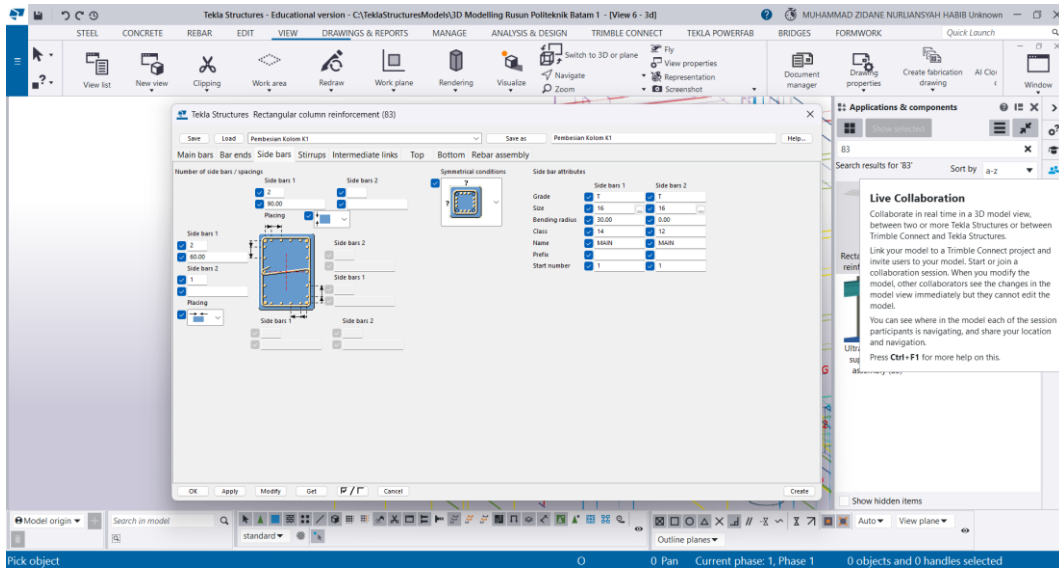 Tekla Structures - Educational version - C:\TeklaStructuresModels\3D Modelling Rusun Politeknik Batam 1 - [View 6 - 3d]
MUHAMMAD ZIDANE NURLIANSYAH HABIB Unknown
STEEL CONCRETE REBAR EDIT VIEW DRAWINGS & REPORTS MANAGE ANALYSIS & DESIGN TRIMBLE CONNECT TEKLA POWERFAB BRIDGES FORMWORK Quick Launch
View list New view Clipping Work area Redraw Work plane Rendering Visualize
Switch to 3D or plane
Navigate
Zoom
Fly
View properties
Representation
Screenshot
Document manager
Drawing properties
Create fabrication drawing
AI Clo
Window
Tekla Structures Rectangular column reinforcement (83)
Save Load Pembesian Kolom K1 Save as Pembesian Kolom K1 Help...
Main bars Bar ends Side bars Stirrups Intermediate links Top Bottom Rebar assembly
Number of side bars / spacings
Side bars 1 Side bars 2
2
90.00
Placing
Side bars 1
2
60.00
Side bars 2
1
Placing
Side bars 2
Side bars 1
Side bars 1 Side bars 2
Symmetrical conditions
?
?
Side bar attributes
Side bars 1 Side bars 2
Grade T T
Size 16 ... 16 ...
Bending radius 30.00 0.00
Class 14 12
Name MAIN MAIN
Prefix
Start number 1 1
OK Apply Modify Get Cancel Create
Applications & components
Show selected
83
Search results for '83' Sort by a-z
Live Collaboration
Collaborate in real time in a 3D model view,
between two or more Tekla Structures or between
Trimble Connect and Tekla Structures.
Link your model to a Trimble Connect project and
invite users to your model. Start or join a
collaboration session. When you modify the
model, other collaborators see the changes in the
model view immediately but they cannot edit the
model.
You can see where in the model each of the session
participants is navigating, and share your location
and navigation.
Press Ctrl+F1 for more help on this.
Show hidden items
Model origin Search in model
standard
Auto View plane
Outline planes
Pick object O 0 Pan Current phase: 1, Phase 1 0 objects and 0 handles selected